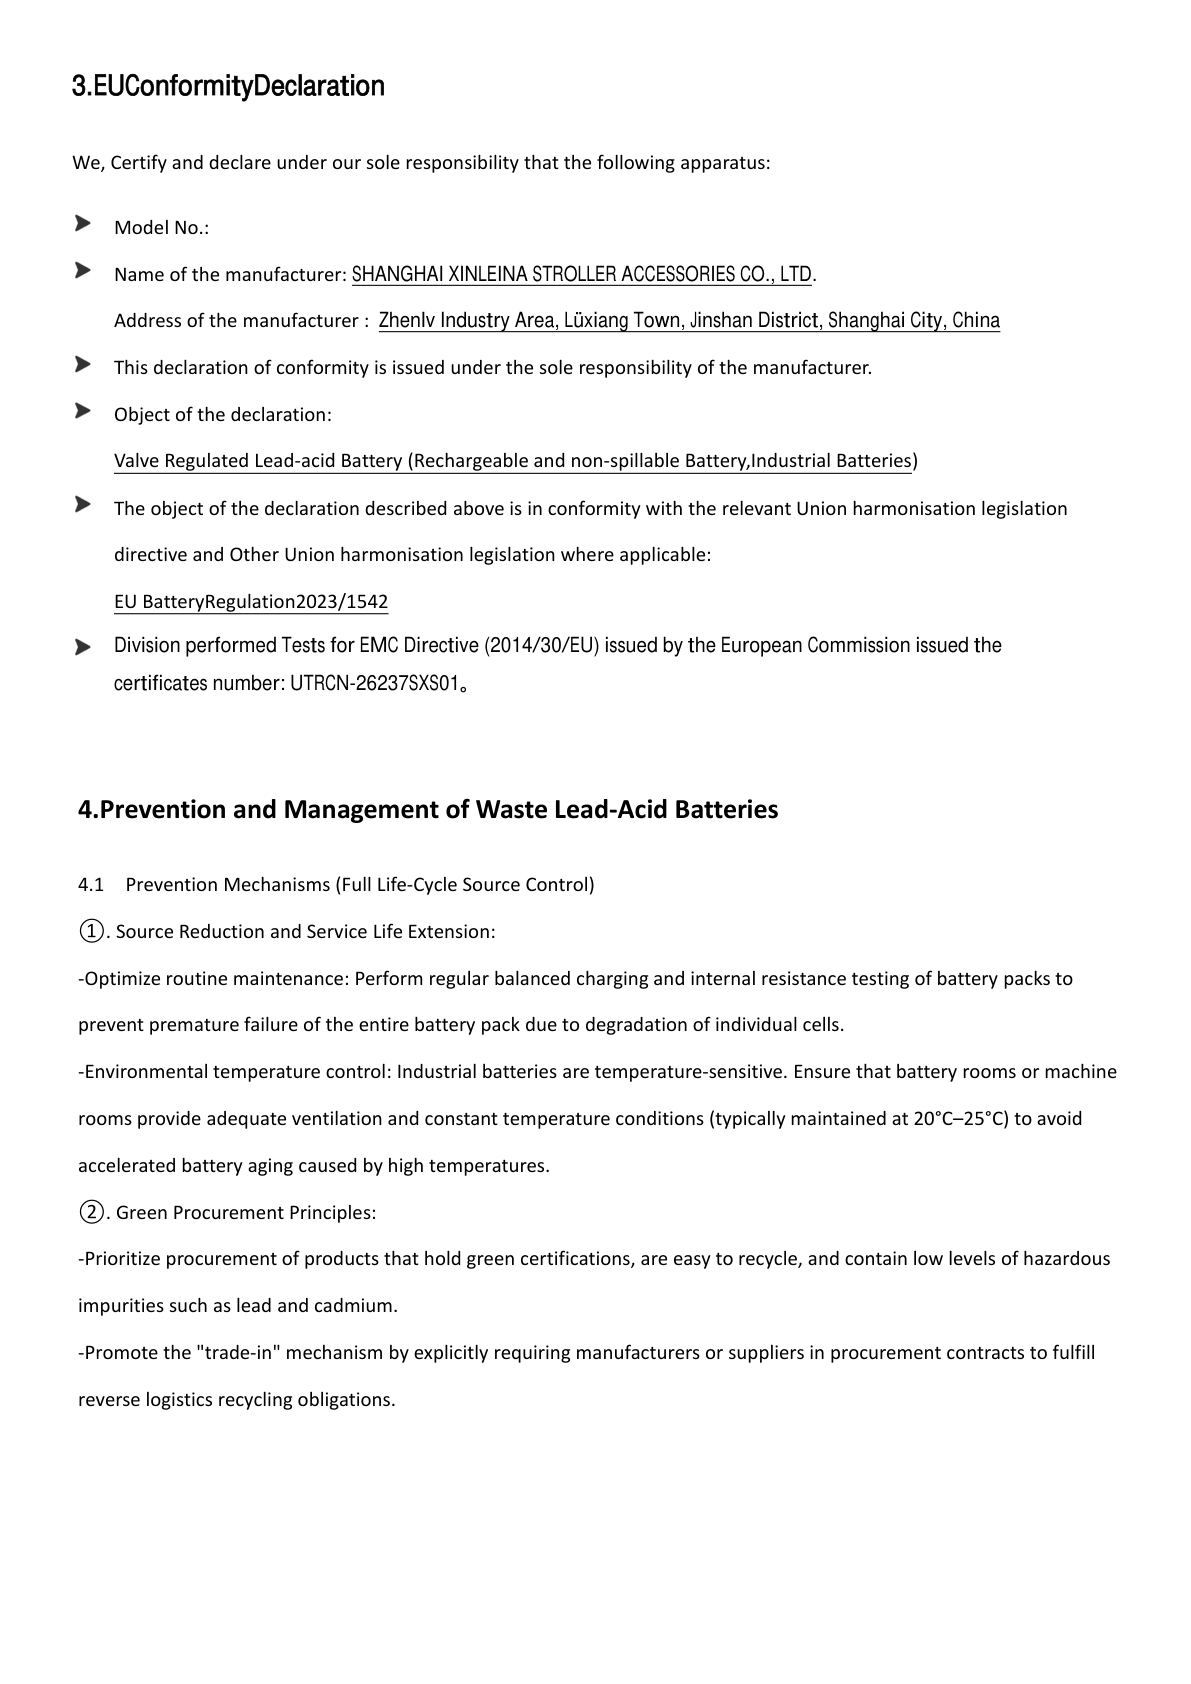 3.EUConformityDeclaration
We, Certify and declare under our sole responsibility that the following apparatus:
➤ Model No.:
➤ Name of the manufacturer: SHANGHAI XINLEINA STROLLER ACCESSORIES CO., LTD.
Address of the manufacturer : Zhenlv Industry Area, Lüxiang Town, Jinshan District, Shanghai City, China
➤ This declaration of conformity is issued under the sole responsibility of the manufacturer.
➤ Object of the declaration:
Valve Regulated Lead-acid Battery (Rechargeable and non-spillable Battery,Industrial Batteries)
➤ The object of the declaration described above is in conformity with the relevant Union harmonisation legislation
directive and Other Union harmonisation legislation where applicable:
EU BatteryRegulation2023/1542
➤ Division performed Tests for EMC Directive (2014/30/EU) issued by the European Commission issued the
certificates number: UTRCN-26237SXS01。
4.Prevention and Management of Waste Lead-Acid Batteries
4.1 Prevention Mechanisms (Full Life-Cycle Source Control)
①. Source Reduction and Service Life Extension:
-Optimize routine maintenance: Perform regular balanced charging and internal resistance testing of battery packs to
prevent premature failure of the entire battery pack due to degradation of individual cells.
-Environmental temperature control: Industrial batteries are temperature-sensitive. Ensure that battery rooms or machine
rooms provide adequate ventilation and constant temperature conditions (typically maintained at 20°C–25°C) to avoid
accelerated battery aging caused by high temperatures.
②. Green Procurement Principles:
-Prioritize procurement of products that hold green certifications, are easy to recycle, and contain low levels of hazardous
impurities such as lead and cadmium.
-Promote the "trade-in" mechanism by explicitly requiring manufacturers or suppliers in procurement contracts to fulfill
reverse logistics recycling obligations.